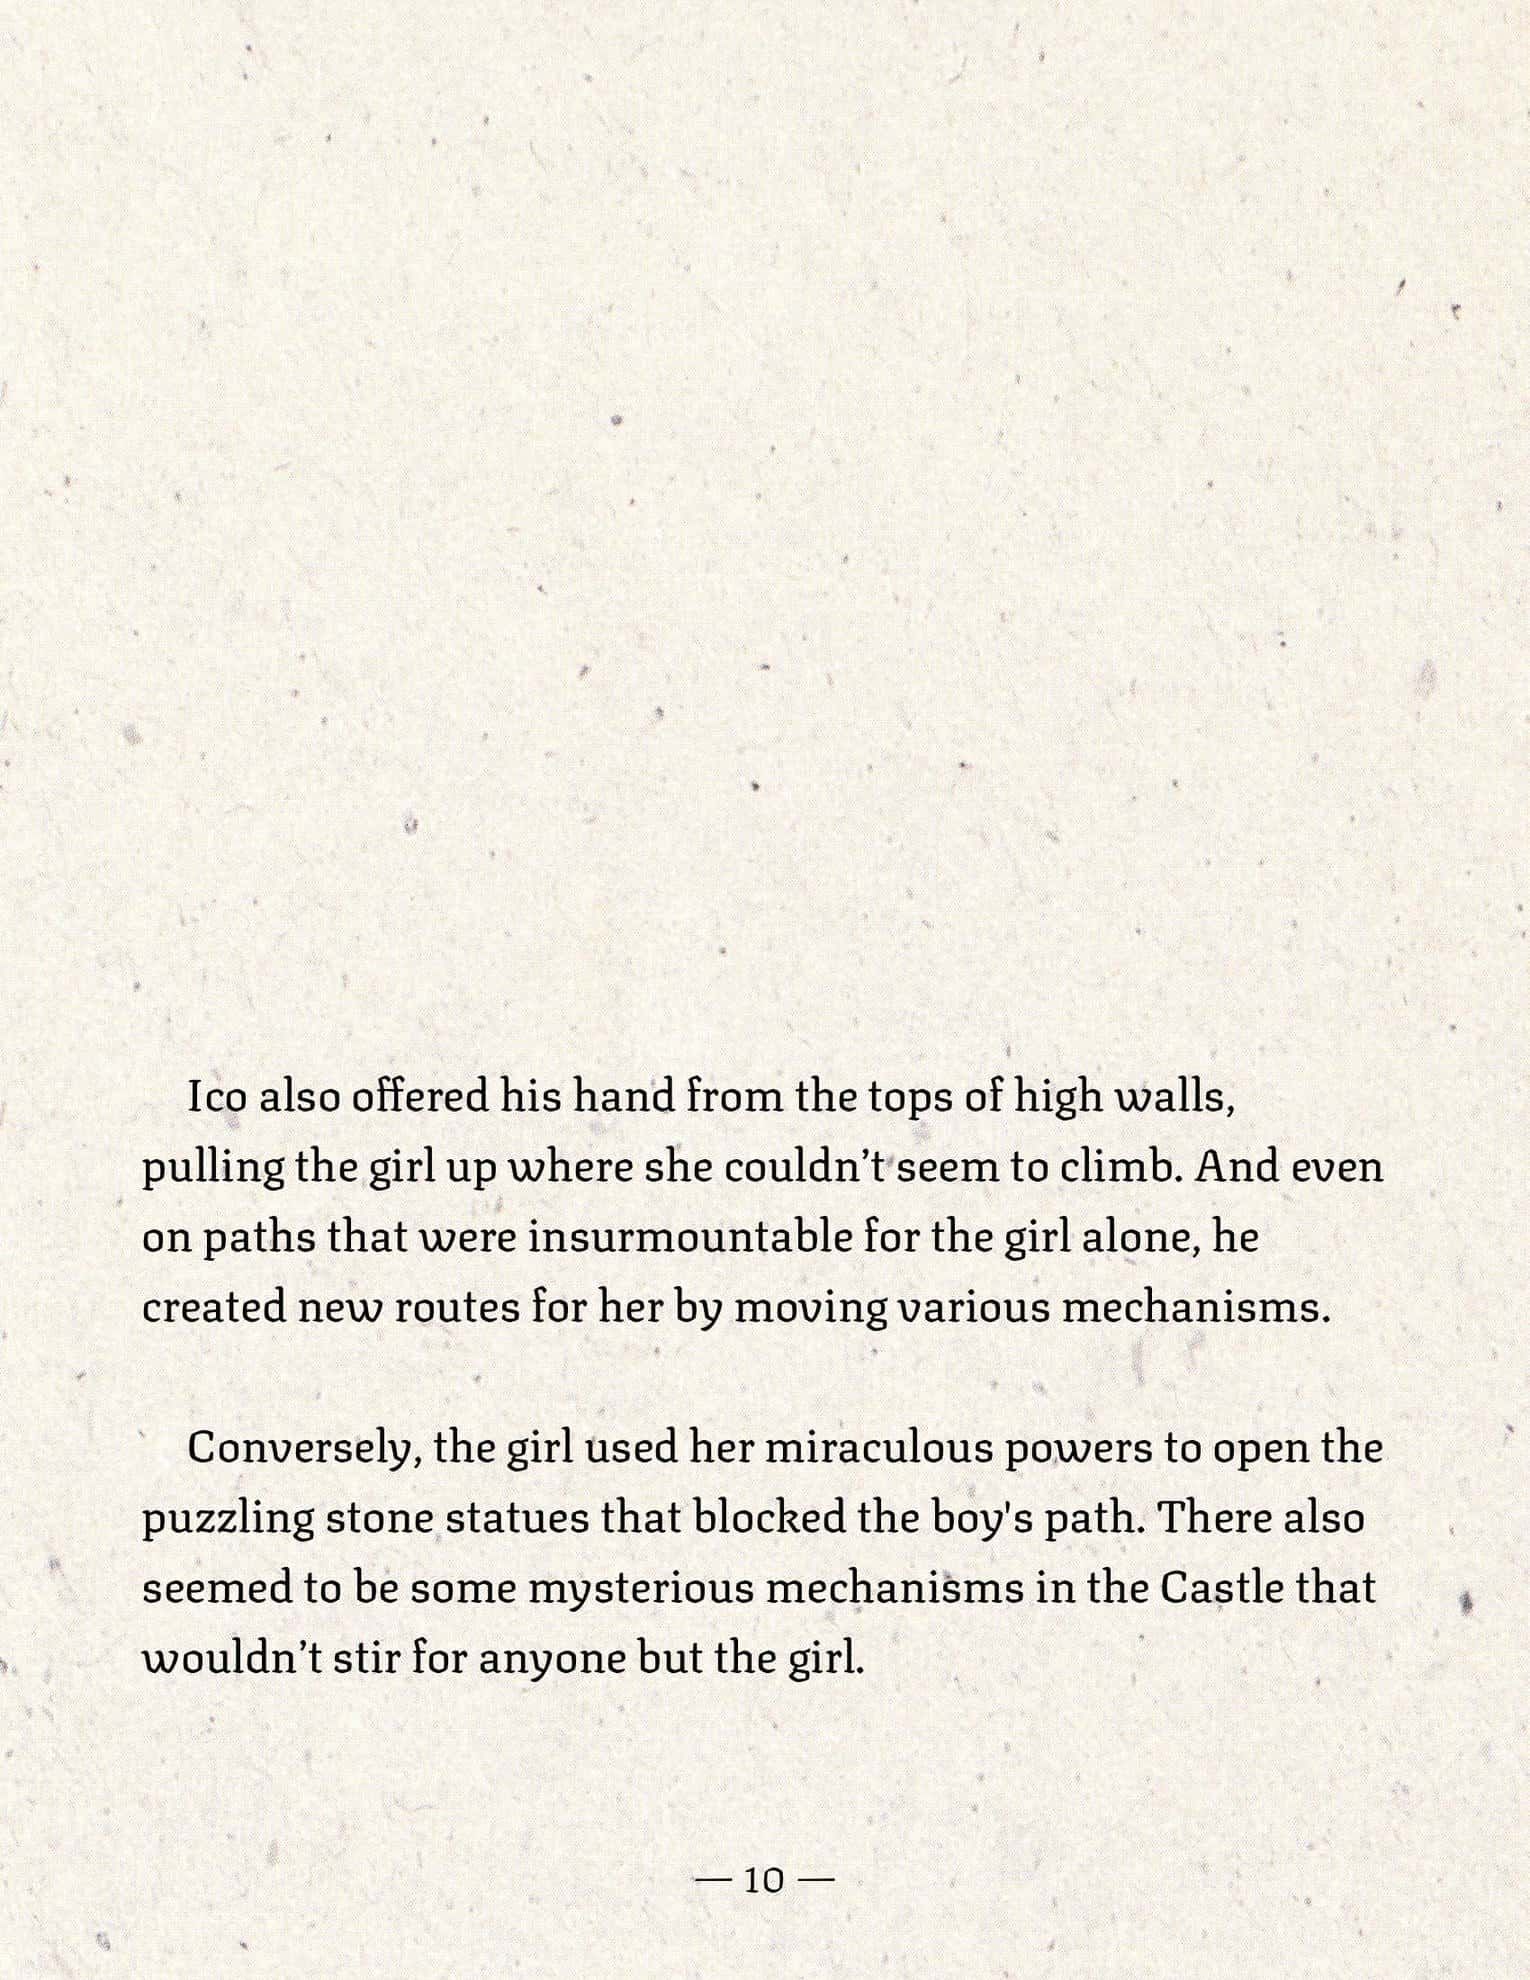 Ico also offered his hand from the tops of high walls,
pulling the girl up where she couldn’t seem to climb. And even
on paths that were insurmountable for the girl alone, he
created new routes for her by moving various mechanisms.
Conversely, the girl used her miraculous powers to open the
puzzling stone statues that blocked the boy's path. There also
seemed to be some mysterious mechanisms in the Castle that
wouldn’t stir for anyone but the girl.
— 10 —